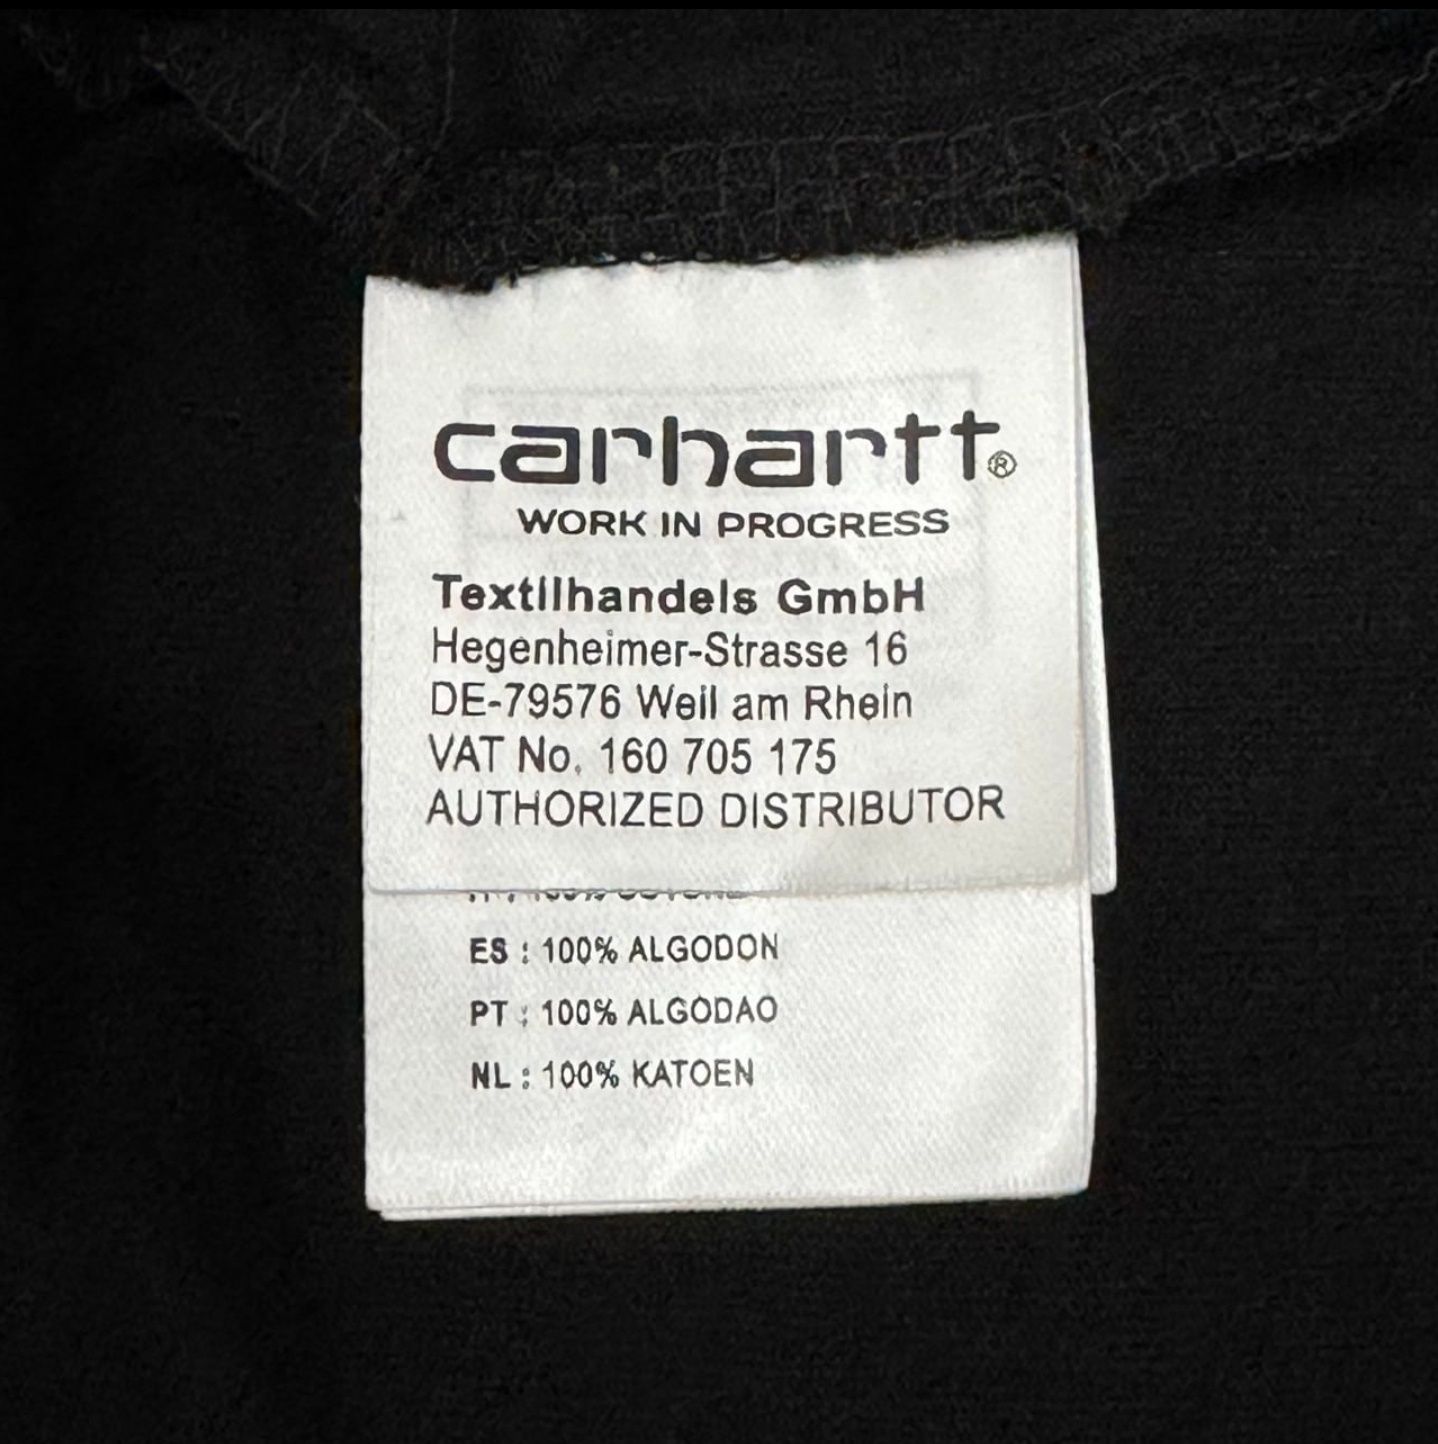 carhartt®
WORK IN PROGRESS
Textilhandels GmbH
Hegenheimer-Strasse 16
DE-79576 Weil am Rhein
VAT No. 160 705 175
AUTHORIZED DISTRIBUTOR
ES : 100% ALGODON
PT : 100% ALGODAO
NL : 100% KATOEN